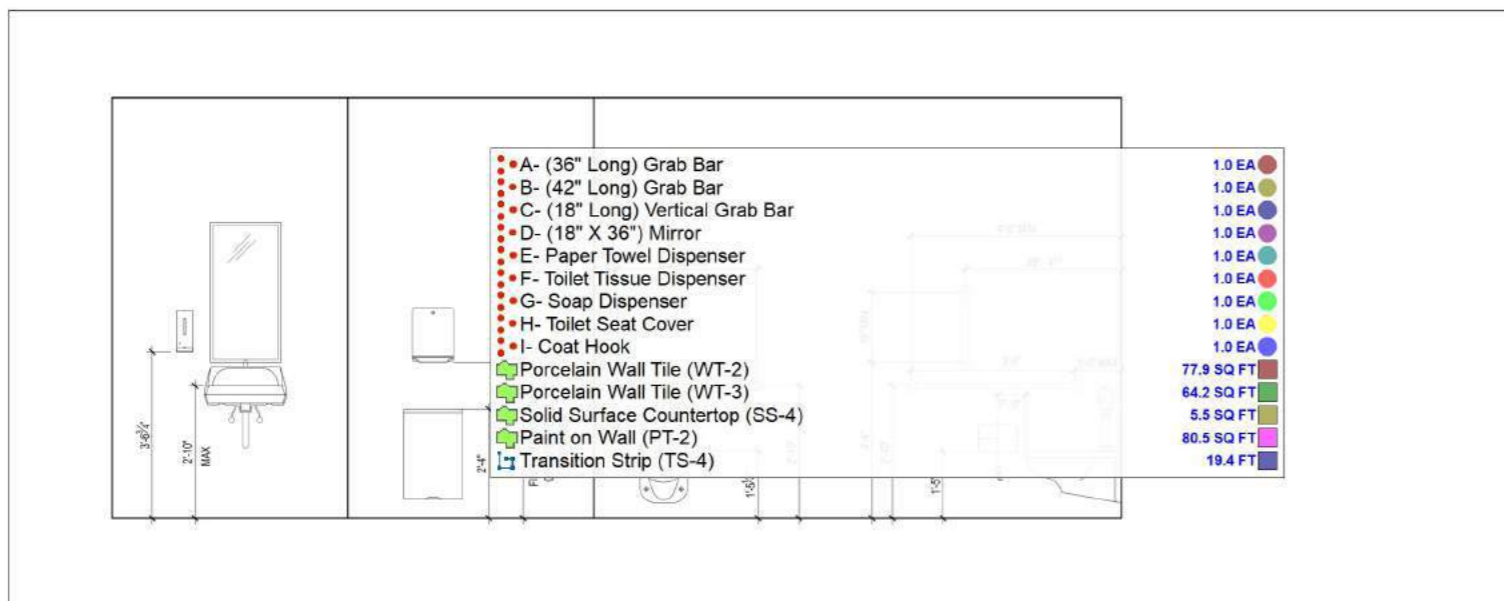 A- (36" Long) Grab Bar 1.0 EA
B- (42" Long) Grab Bar 1.0 EA
C- (18" Long) Vertical Grab Bar 1.0 EA
D- (18" X 36") Mirror 1.0 EA
E- Paper Towel Dispenser 1.0 EA
F- Toilet Tissue Dispenser 1.0 EA
G- Soap Dispenser 1.0 EA
H- Toilet Seat Cover 1.0 EA
I- Coat Hook 1.0 EA
Porcelain Wall Tile (WT-2) 77.9 SQ FT
Porcelain Wall Tile (WT-3) 64.2 SQ FT
Solid Surface Countertop (SS-4) 5.5 SQ FT
Paint on Wall (PT-2) 80.5 SQ FT
Transition Strip (TS-4) 19.4 FT
3'-6¾"
2'-10"
MAX
2'-4"